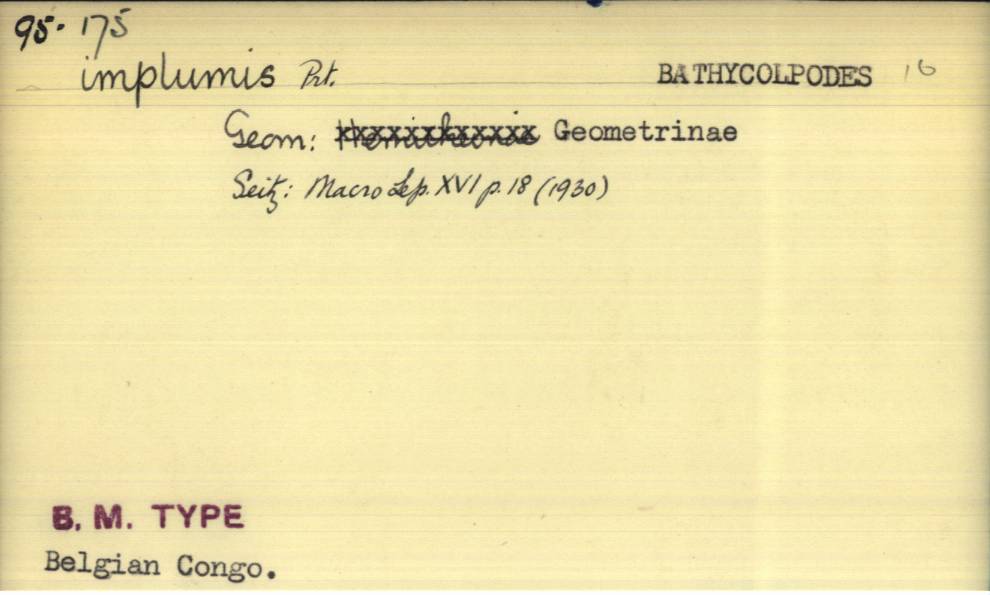 95. 175
implumis Prt. BATHYCOLPODES 16
Geom: Geometrinae
Seitz: Macro Lep. XVI p. 18 (1930)
B. M. TYPE
Belgian Congo.